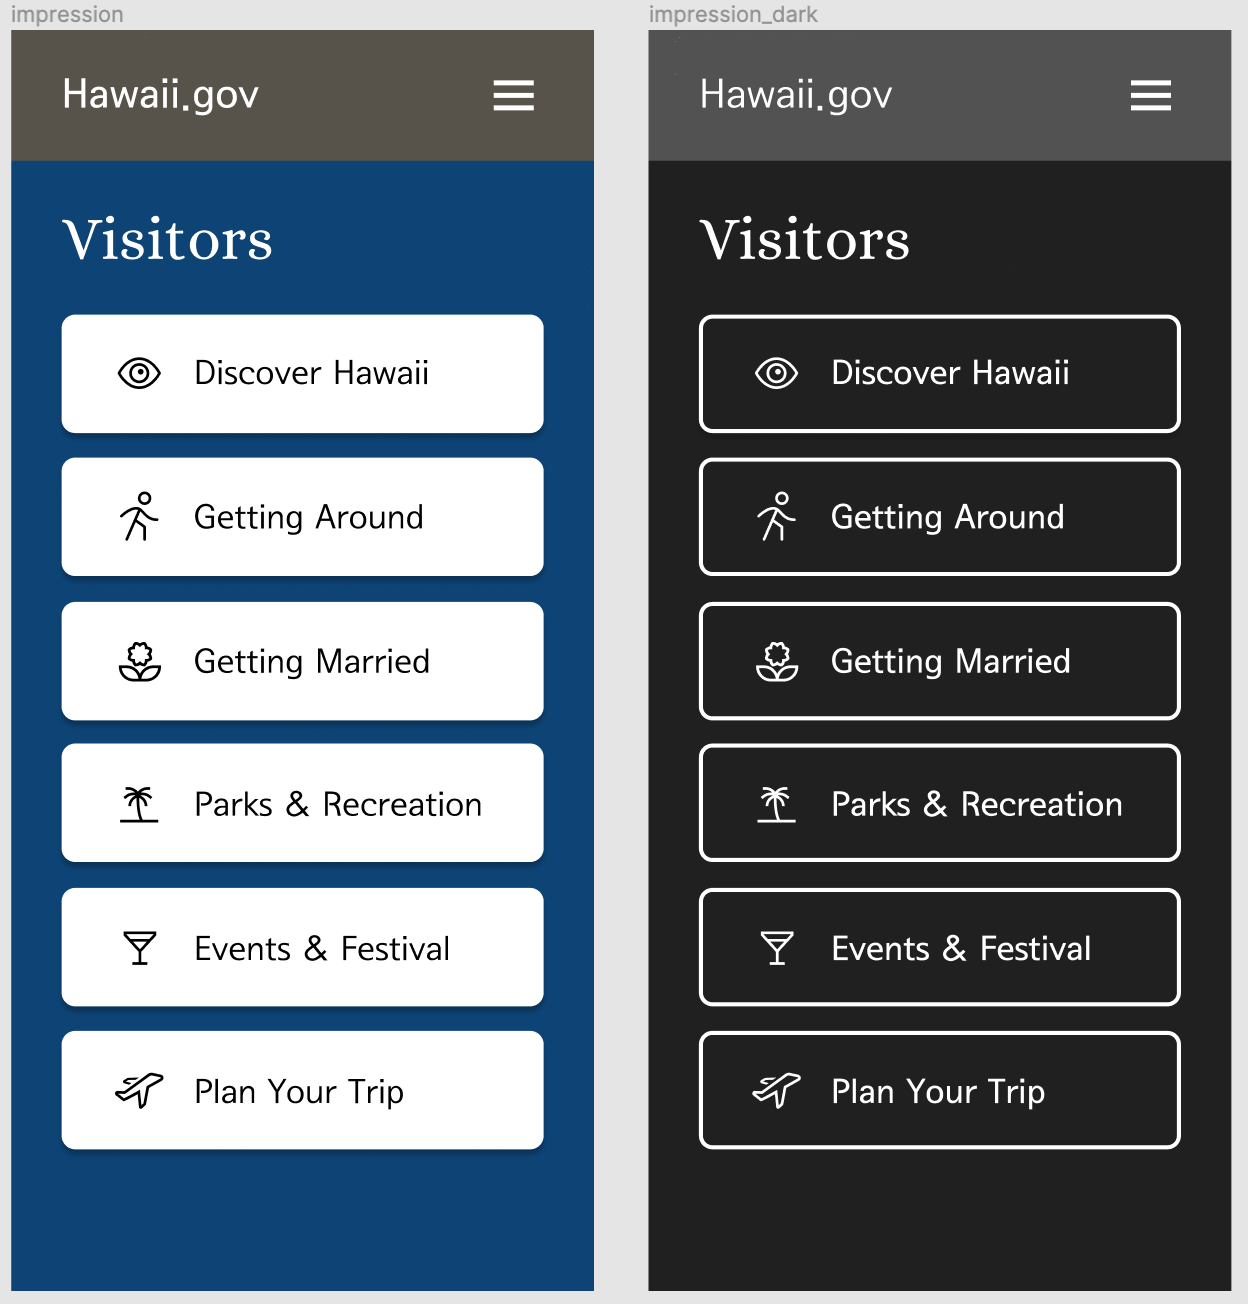 impression
Hawaii.gov
Visitors
Discover Hawaii
Getting Around
Getting Married
Parks & Recreation
Events & Festival
Plan Your Trip
impression_dark
Hawaii.gov
Visitors
Discover Hawaii
Getting Around
Getting Married
Parks & Recreation
Events & Festival
Plan Your Trip